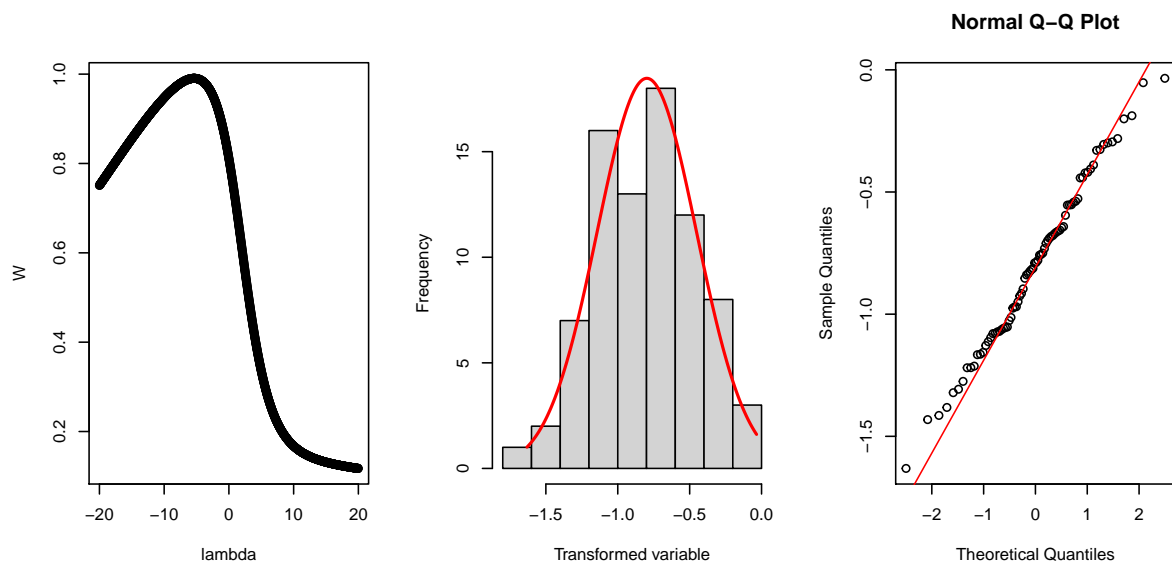 W
1.0
0.8
0.6
0.4
0.2
−20 −10 0 10 20
lambda
Frequency
15
10
5
0
−1.5 −1.0 −0.5 0.0
Transformed variable
Normal Q−Q Plot
Sample Quantiles
0.0
−0.5
−1.0
−1.5
−2 −1 0 1 2
Theoretical Quantiles